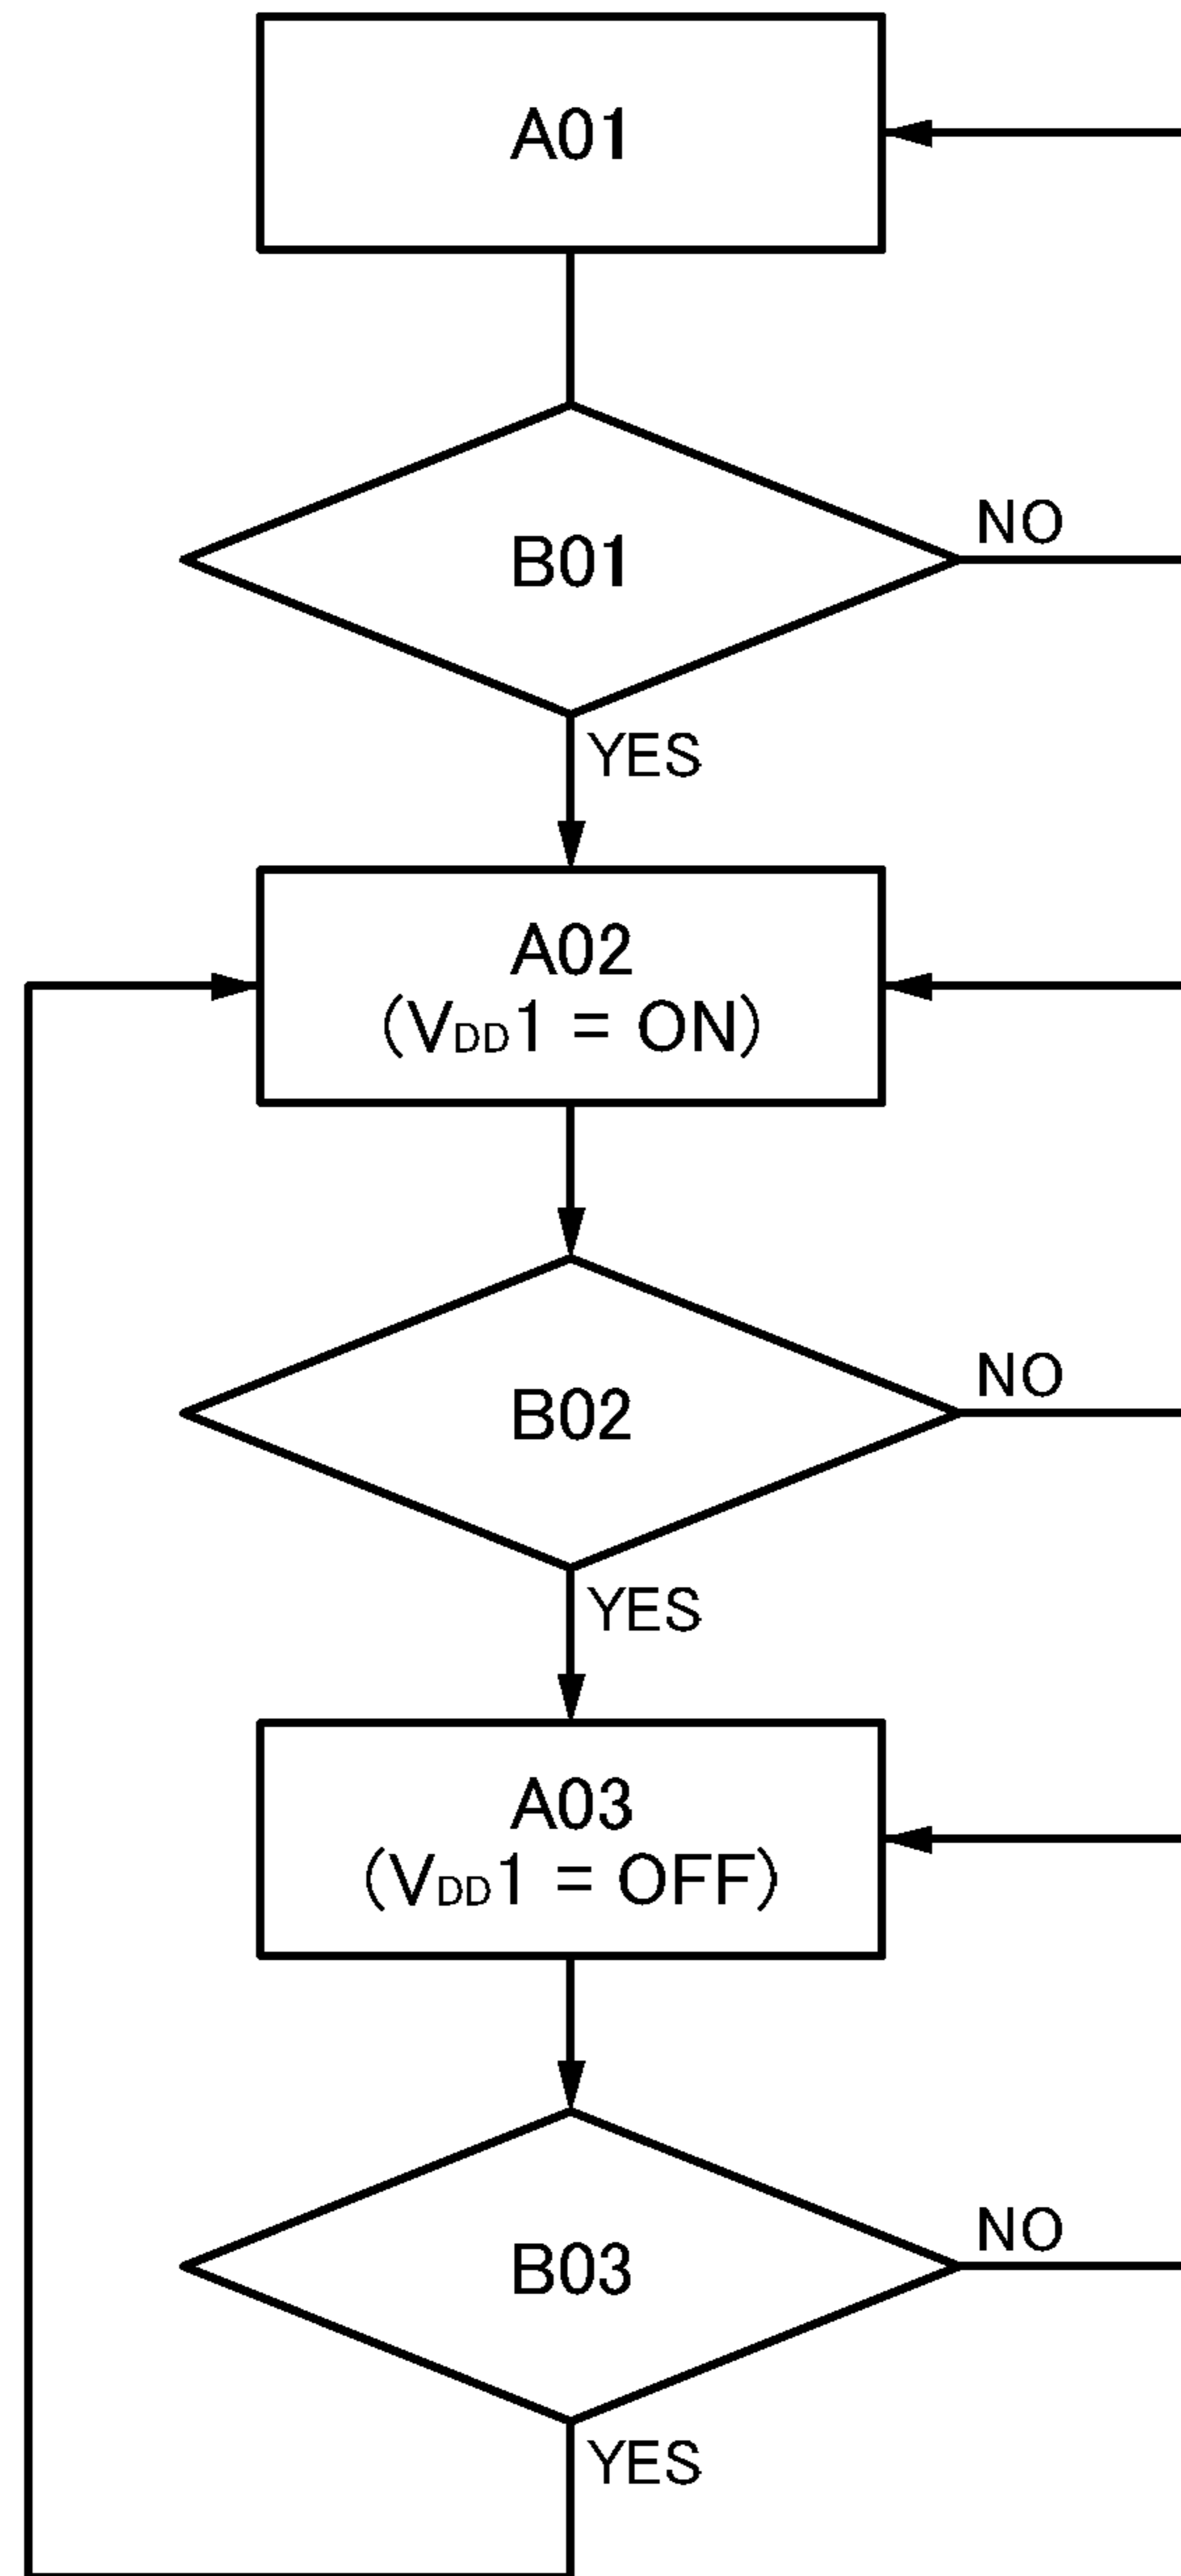 A01
B01
NO
YES
A02
(VDD1 = ON)
B02
NO
YES
A03
(VDD1 = OFF)
B03
NO
YES